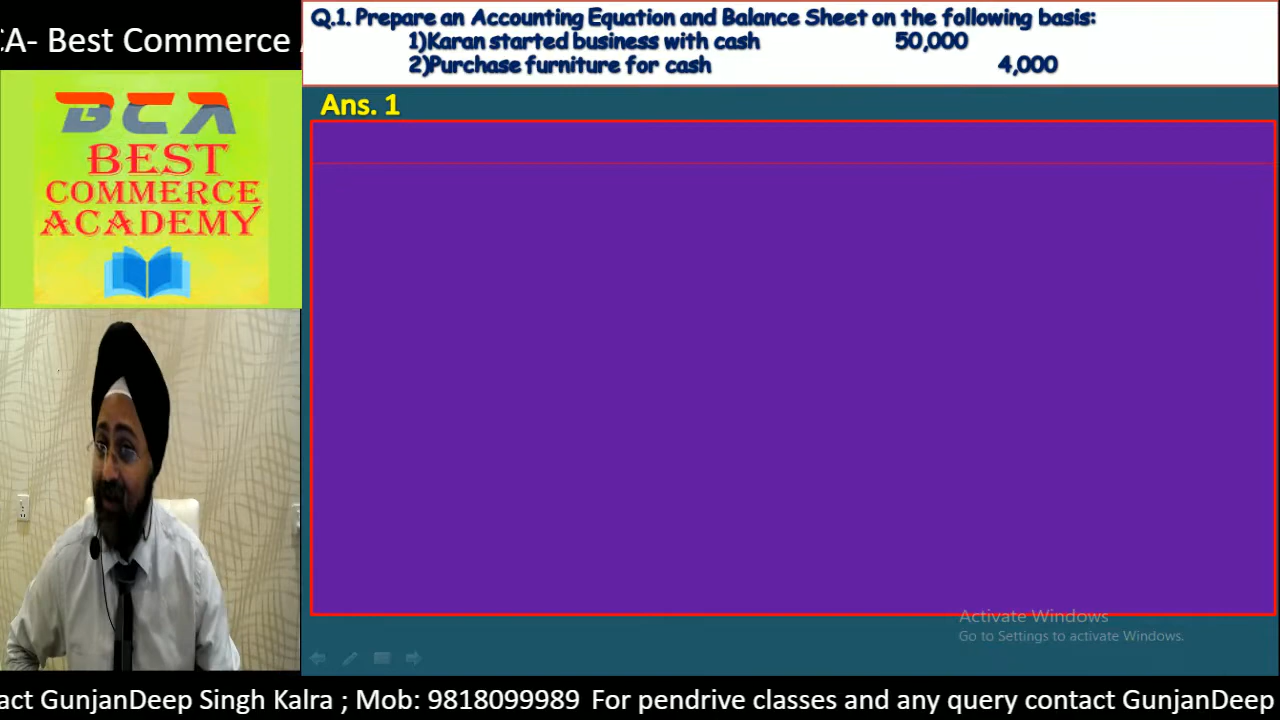 CA- Best Commerce
BCA
BEST
COMMERCE
ACADEMY
Q.1. Prepare an Accounting Equation and Balance Sheet on the following basis:
1)Karan started business with cash 50,000
2)Purchase furniture for cash 4,000
Ans. 1
Activate Windows
Go to Settings to activate Windows.
act GunjanDeep Singh Kalra ; Mob: 9818099989 For pendrive classes and any query contact GunjanDeep